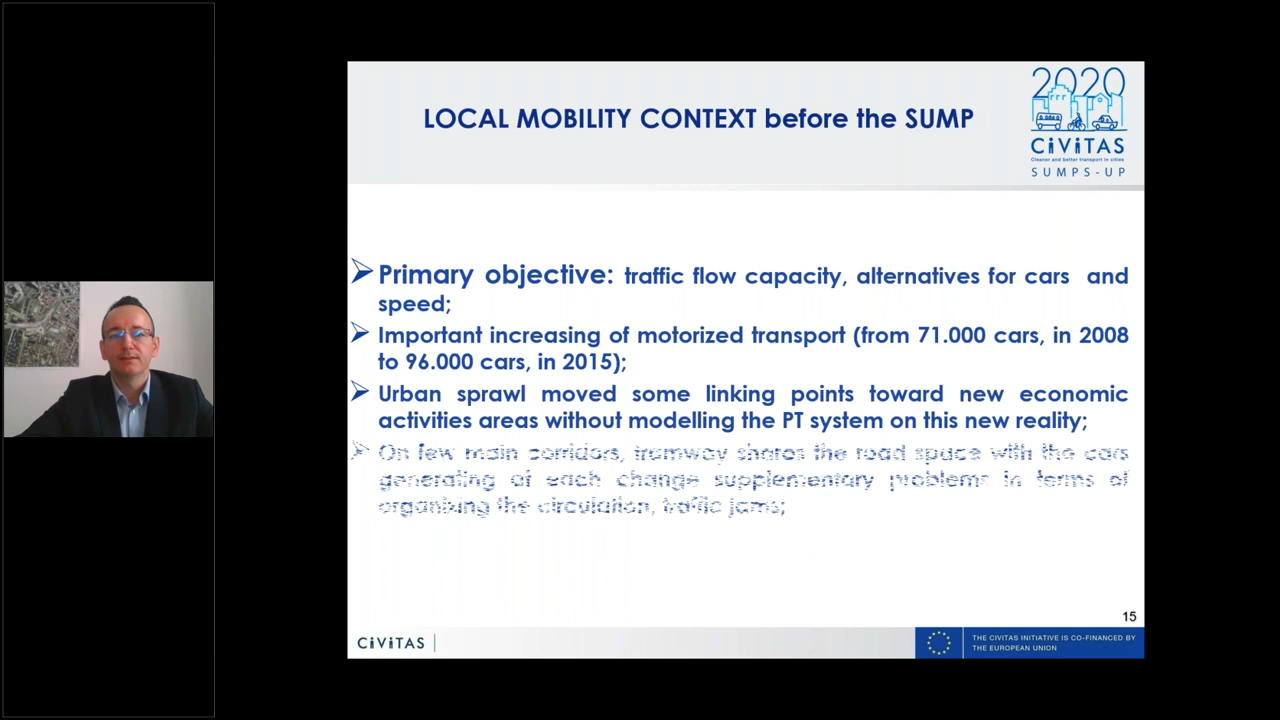 LOCAL MOBILITY CONTEXT before the SUMP
2020
CiViTAS
Cleaner and better transport in cities
SUMPS-UP
Primary objective: traffic flow capacity, alternatives for cars and
speed;
Important increasing of motorized transport (from 71.000 cars, in 2008
to 96.000 cars, in 2015);
Urban sprawl moved some linking points toward new economic
activities areas without modelling the PT system on this new reality;
On few main corridors, tramway shares the road space with the cars
generating of each change supplementary problems in terms of
organising the circulation, traffic jams;
15
CiViTAS
THE CIVITAS INITIATIVE IS CO-FINANCED BY
THE EUROPEAN UNION